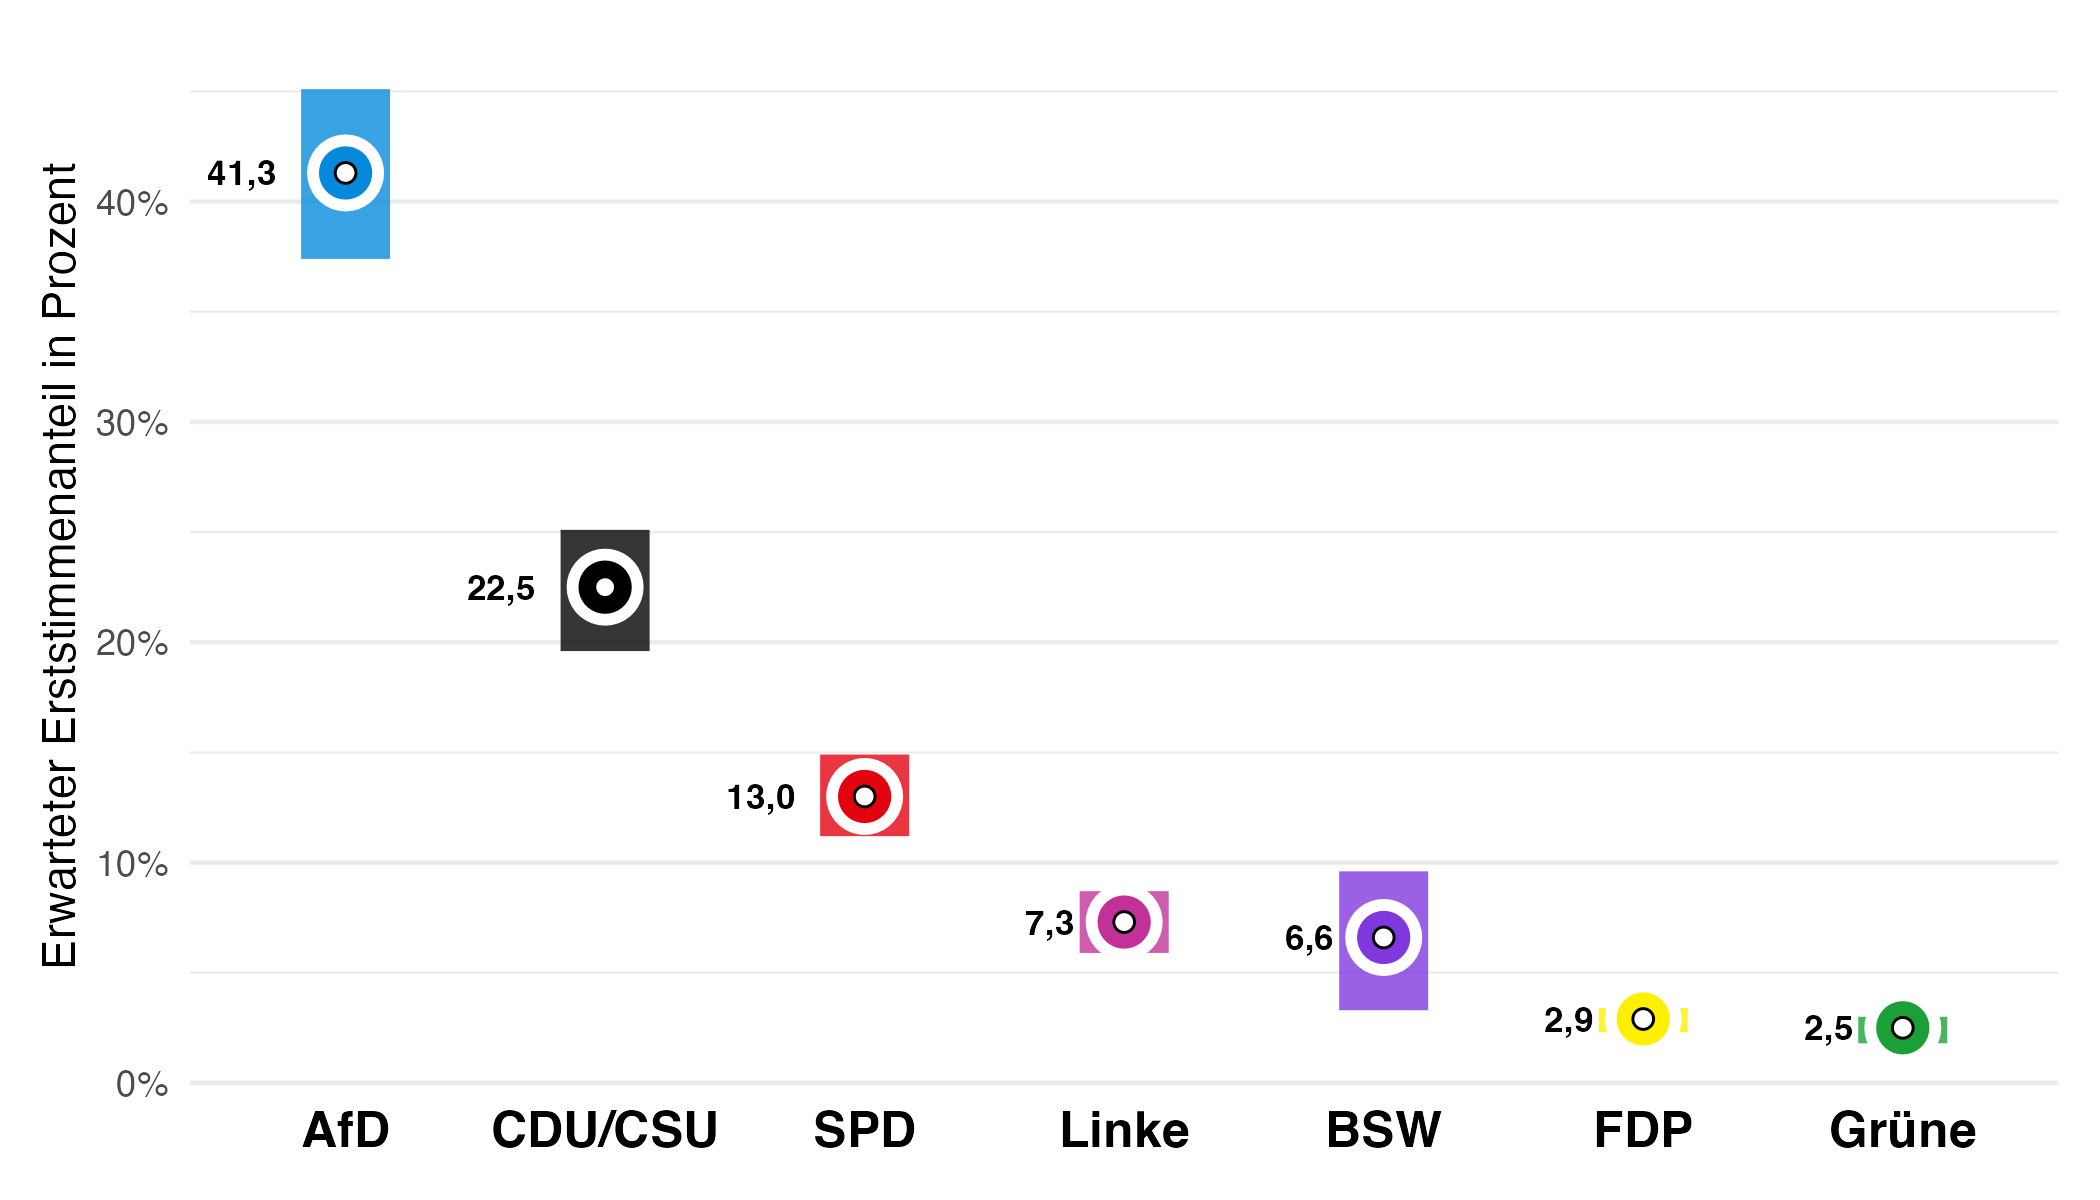 Erwarteter Erststimmenanteil in Prozent
40%
30%
20%
10%
0%
41,3
22,5
13,0
7,3
6,6
2,9
2,5
AfD
CDU/CSU
SPD
Linke
BSW
FDP
Grüne